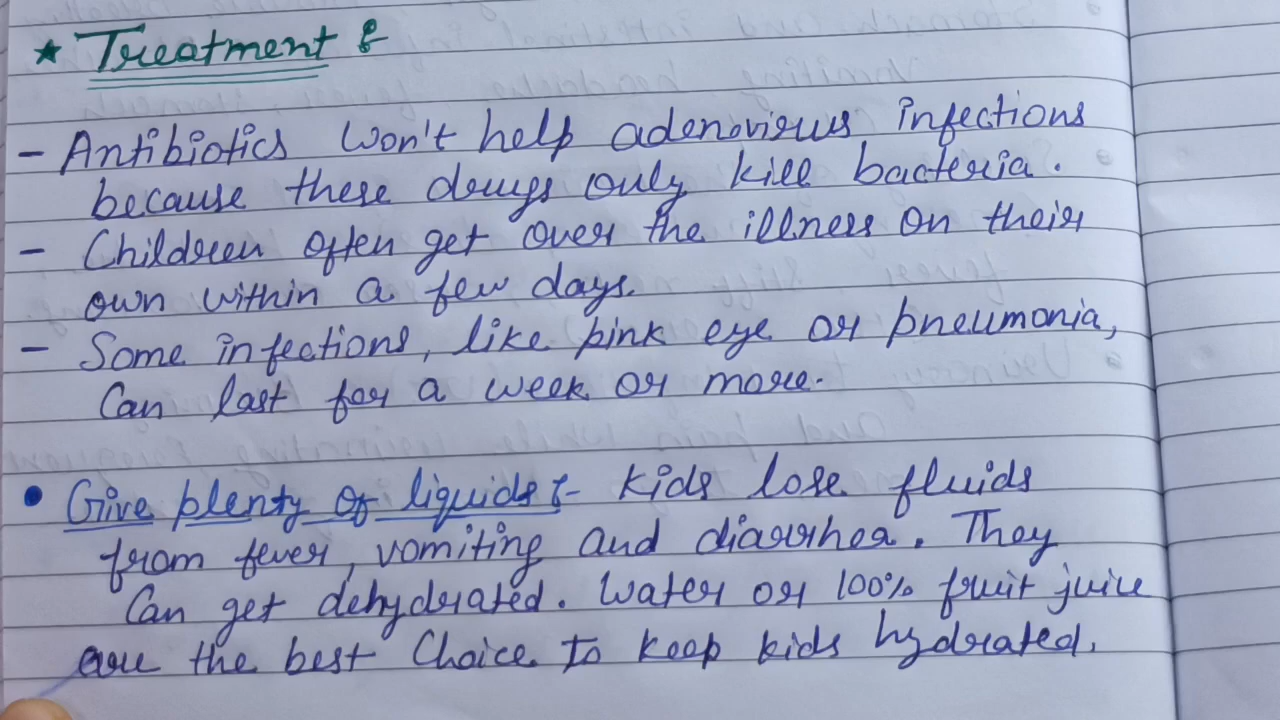 * Treatment :-
- Antibiotics won't help adenovirus infections
because these drugs only kill bacteria.
- Children often get over the illness on their
own within a few days.
- Some infections, like pink eye or pneumonia,
Can last for a week or more.
• Give plenty of liquids :- Kids lose fluids
from fever, vomiting and diarrhea. They
Can get dehydrated. Water or 100% fruit juice
are the best Choice to keep kids hydrated.